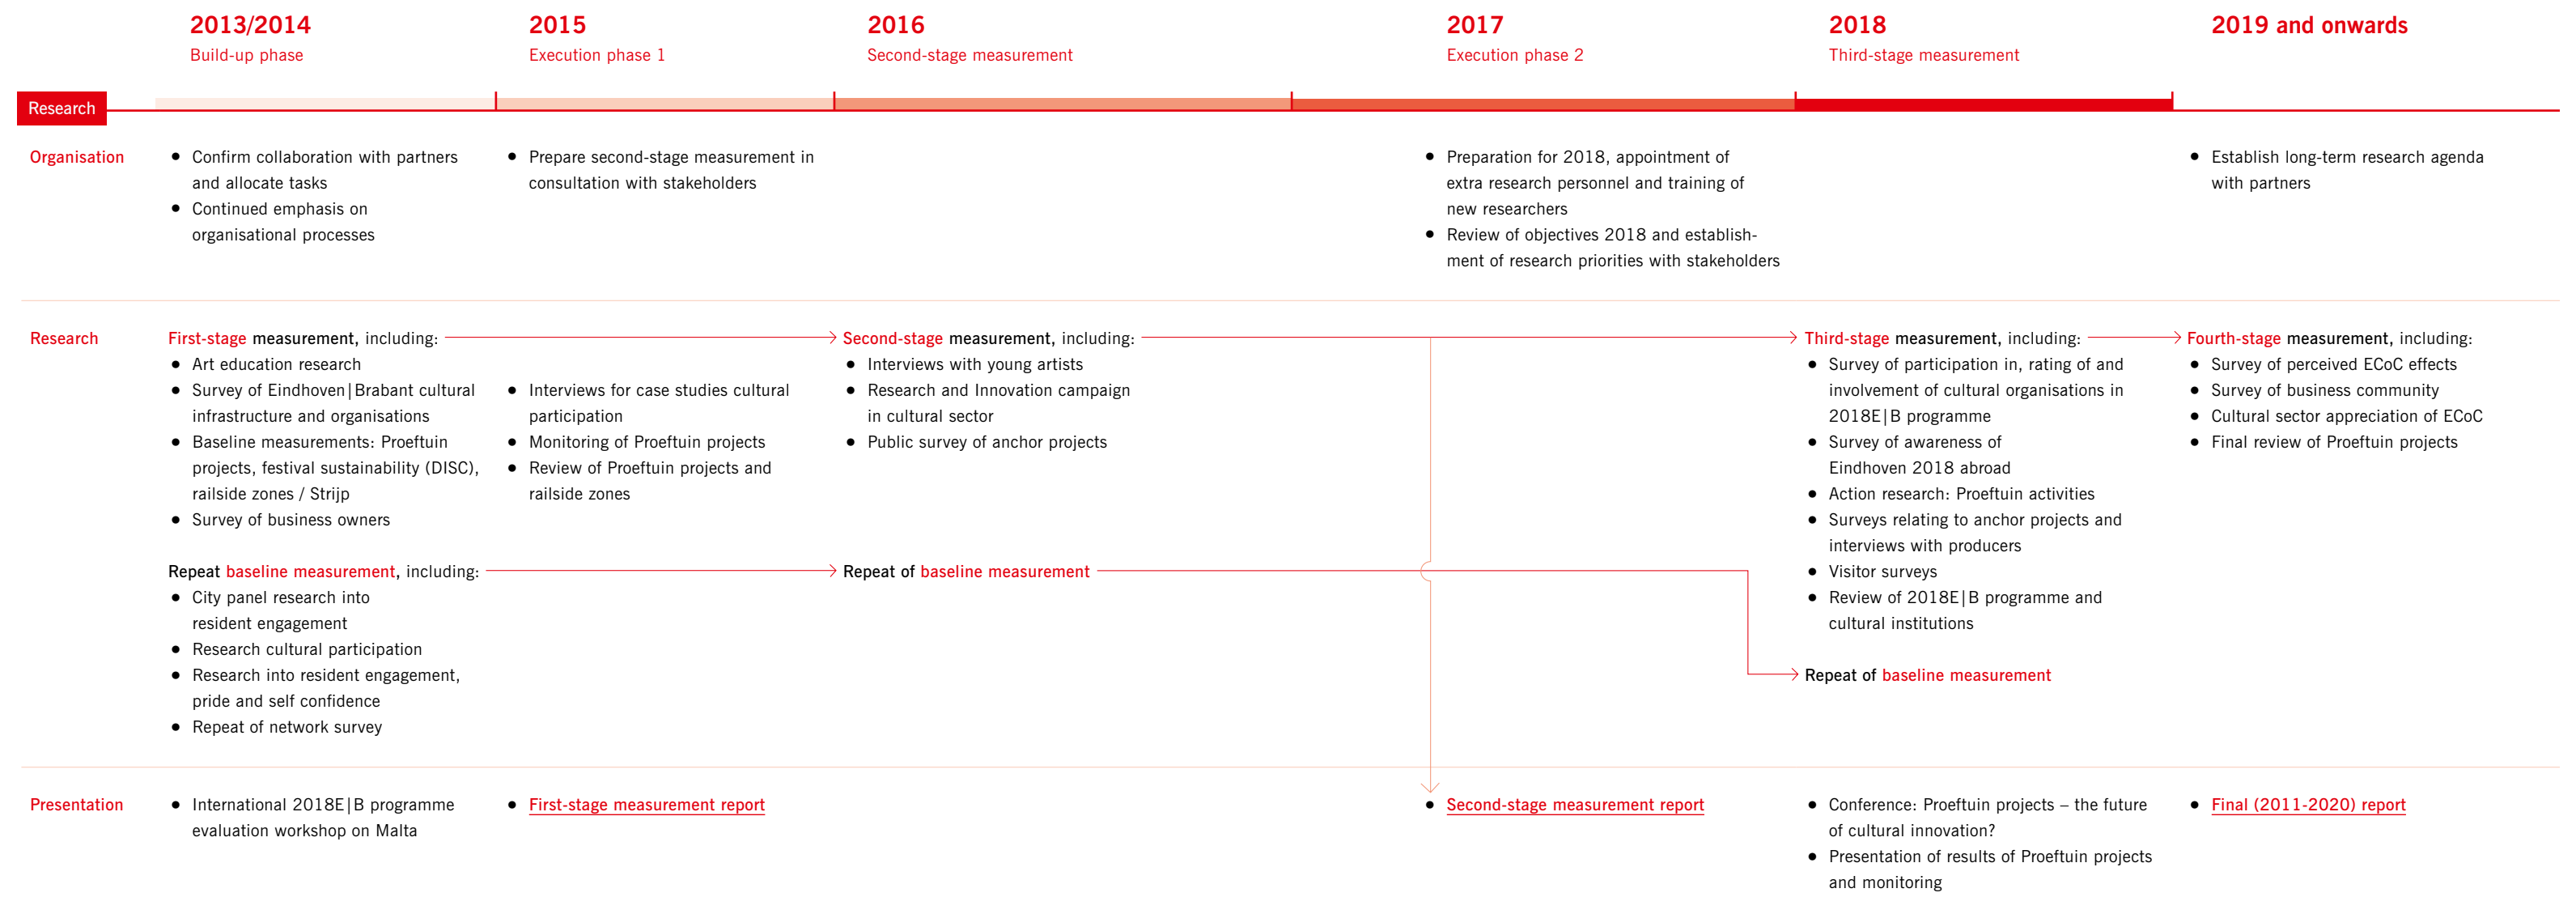 2013/2014
Build-up phase
2015
Execution phase 1
2016
Second-stage measurement
2017
Execution phase 2
2018
Third-stage measurement
2019 and onwards
Research
Organisation
• Confirm collaboration with partners
and allocate tasks
• Continued emphasis on
organisational processes
• Prepare second-stage measurement in
consultation with stakeholders
• Preparation for 2018, appointment of
extra research personnel and training of
new researchers
• Review of objectives 2018 and establish-
ment of research priorities with stakeholders
• Establish long-term research agenda
with partners
Research
First-stage measurement, including:
• Art education research
• Survey of Eindhoven|Brabant cultural
infrastructure and organisations
• Baseline measurements: Proeftuin
projects, festival sustainability (DISC),
railside zones / Strijp
• Survey of business owners
Repeat baseline measurement, including:
• City panel research into
resident engagement
• Research cultural participation
• Research into resident engagement,
pride and self confidence
• Repeat of network survey
• Interviews for case studies cultural
participation
• Monitoring of Proeftuin projects
• Review of Proeftuin projects and
railside zones
Second-stage measurement, including:
• Interviews with young artists
• Research and Innovation campaign
in cultural sector
• Public survey of anchor projects
Repeat of baseline measurement
Third-stage measurement, including:
• Survey of participation in, rating of and
involvement of cultural organisations in
2018E|B programme
• Survey of awareness of
Eindhoven 2018 abroad
• Action research: Proeftuin activities
• Surveys relating to anchor projects and
interviews with producers
• Visitor surveys
• Review of 2018E|B programme and
cultural institutions
Repeat of baseline measurement
Fourth-stage measurement, including:
• Survey of perceived ECoC effects
• Survey of business community
• Cultural sector appreciation of ECoC
• Final review of Proeftuin projects
Presentation
• International 2018E|B programme
evaluation workshop on Malta
• First-stage measurement report
• Second-stage measurement report
• Conference: Proeftuin projects – the future
of cultural innovation?
• Presentation of results of Proeftuin projects
and monitoring
• Final (2011-2020) report